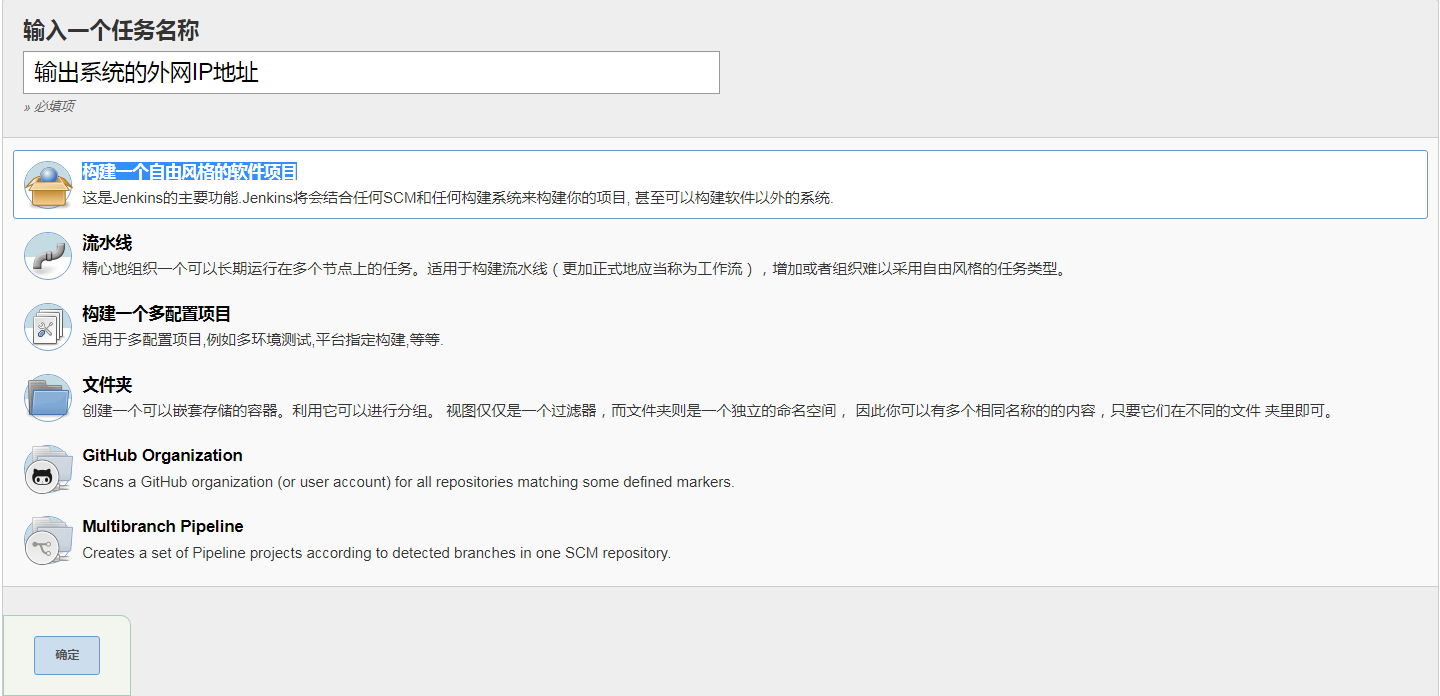 输入一个任务名称
输出系统的外网IP地址
» 必填项
构建一个自由风格的软件项目
这是Jenkins的主要功能.Jenkins将会结合任何SCM和任何构建系统来构建你的项目, 甚至可以构建软件以外的系统.
流水线
精心地组织一个可以长期运行在多个节点上的任务。适用于构建流水线（更加正式地应当称为工作流），增加或者组织难以采用自由风格的任务类型。
构建一个多配置项目
适用于多配置项目,例如多环境测试,平台指定构建,等等.
文件夹
创建一个可以嵌套存储的容器。利用它可以进行分组。 视图仅仅是一个过滤器，而文件夹则是一个独立的命名空间， 因此你可以有多个相同名称的的内容，只要它们在不同的文件 夹里即可。
GitHub Organization
Scans a GitHub organization (or user account) for all repositories matching some defined markers.
Multibranch Pipeline
Creates a set of Pipeline projects according to detected branches in one SCM repository.
确定